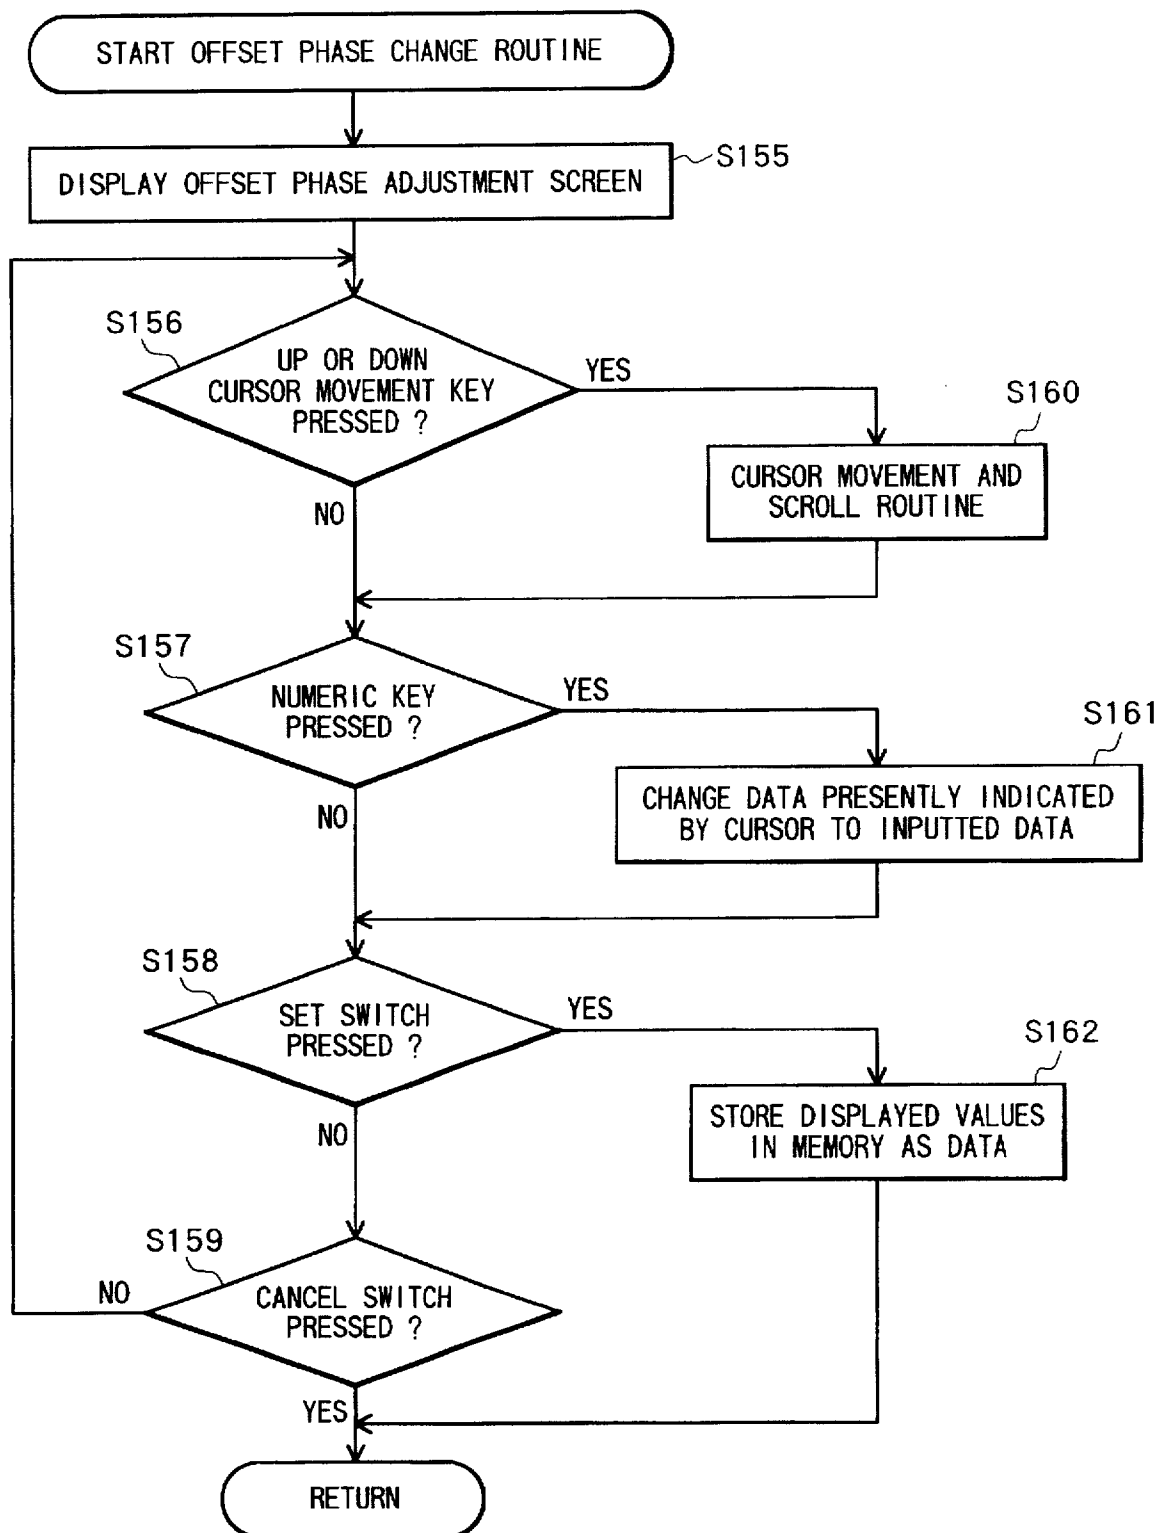 START OFFSET PHASE CHANGE ROUTINE
S155
DISPLAY OFFSET PHASE ADJUSTMENT SCREEN
S156
UP OR DOWN
CURSOR MOVEMENT KEY
PRESSED ?
YES
S160
CURSOR MOVEMENT AND
SCROLL ROUTINE
NO
S157
NUMERIC KEY
PRESSED ?
YES
S161
CHANGE DATA PRESENTLY INDICATED
BY CURSOR TO INPUTTED DATA
NO
S158
SET SWITCH
PRESSED ?
YES
S162
STORE DISPLAYED VALUES
IN MEMORY AS DATA
NO
S159
CANCEL SWITCH
PRESSED ?
NO
YES
RETURN